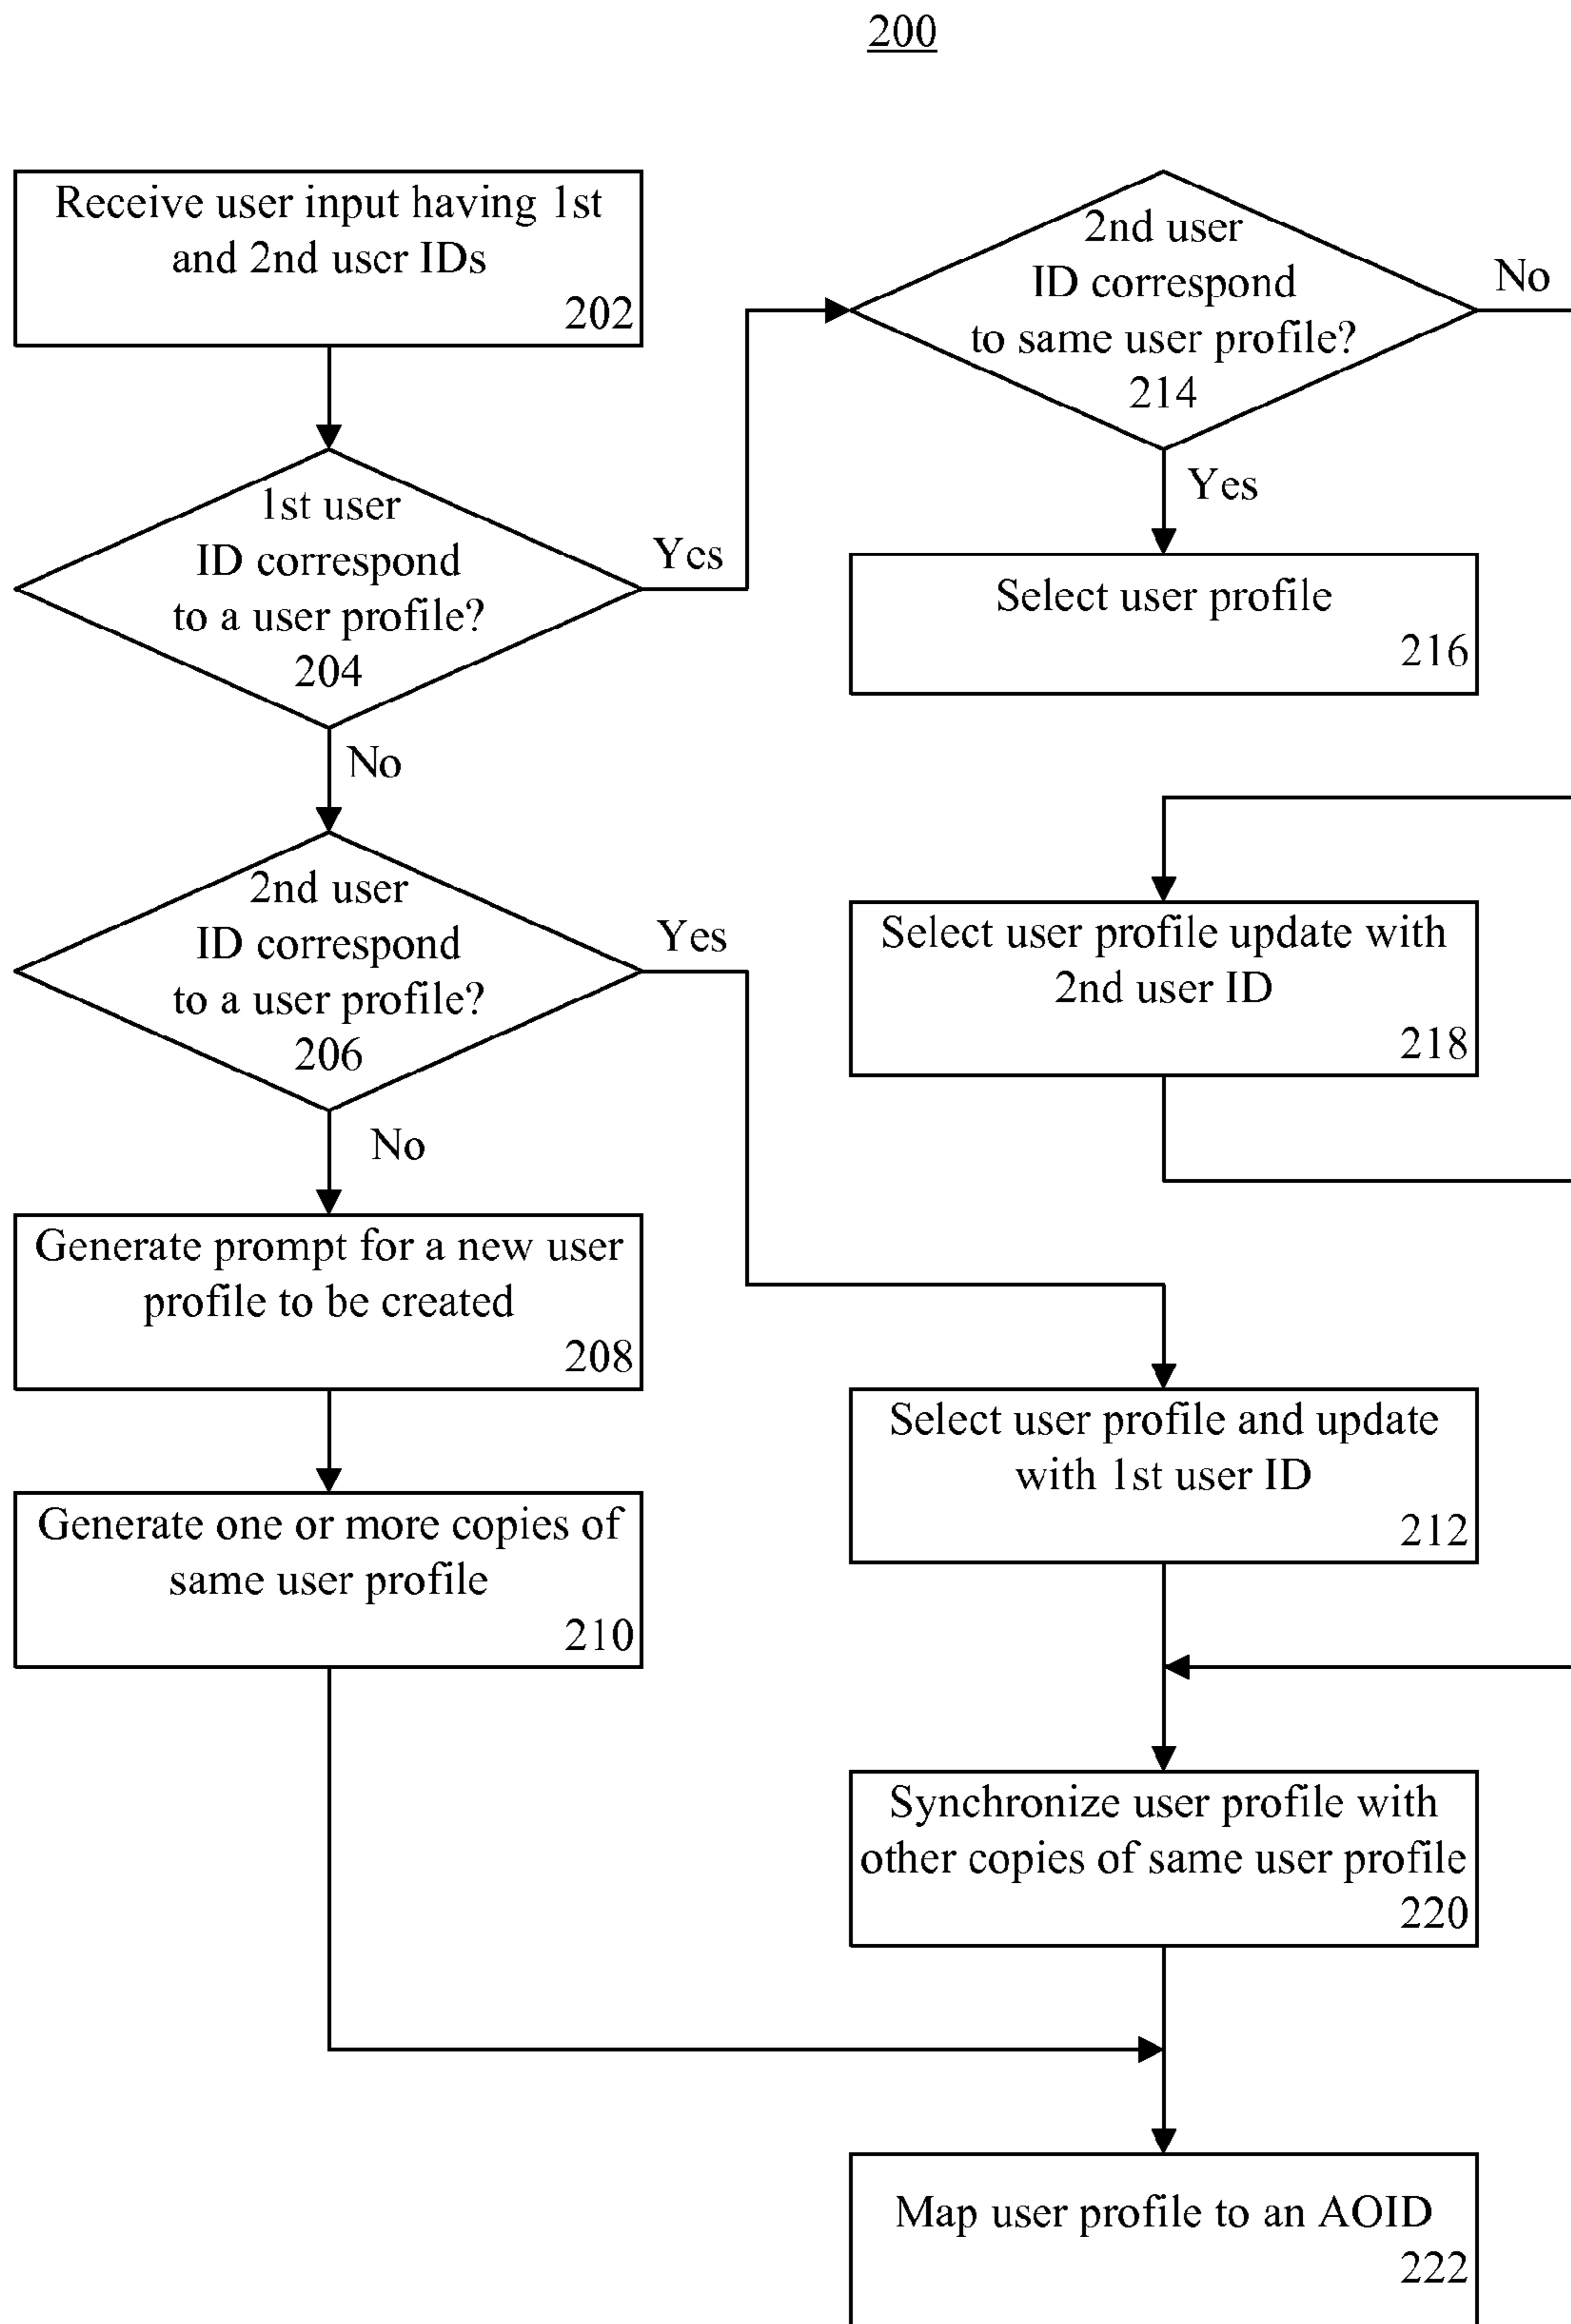 200
Receive user input having 1st
and 2nd user IDs
202
1st user
ID correspond
to a user profile?
204
Yes
No
2nd user
ID correspond
to a user profile?
206
Yes
No
Generate prompt for a new user
profile to be created
208
Generate one or more copies of
same user profile
210
2nd user
ID correspond
to same user profile?
214
No
Yes
Select user profile
216
Select user profile update with
2nd user ID
218
Select user profile and update
with 1st user ID
212
Synchronize user profile with
other copies of same user profile
220
Map user profile to an AOID
222